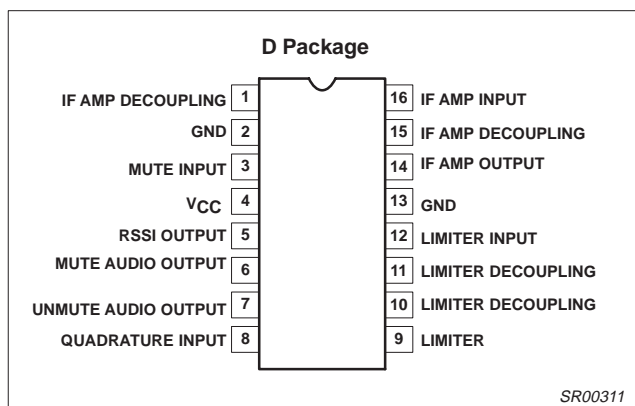 D Package
IF AMP DECOUPLING 1
GND 2
MUTE INPUT 3
VCC 4
RSSI OUTPUT 5
MUTE AUDIO OUTPUT 6
UNMUTE AUDIO OUTPUT 7
QUADRATURE INPUT 8
16 IF AMP INPUT
15 IF AMP DECOUPLING
14 IF AMP OUTPUT
13 GND
12 LIMITER INPUT
11 LIMITER DECOUPLING
10 LIMITER DECOUPLING
9 LIMITER
SR00311